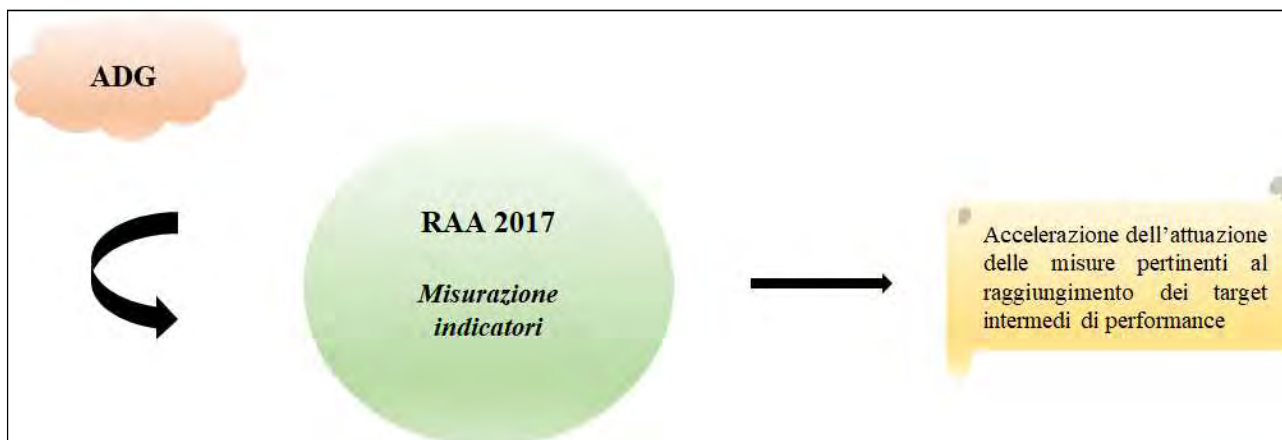 ADG
RAA 2017
Misurazione
indicatori
Accelerazione dell’attuazione
delle misure pertinenti al
raggiungimento dei target
intermedi di performance